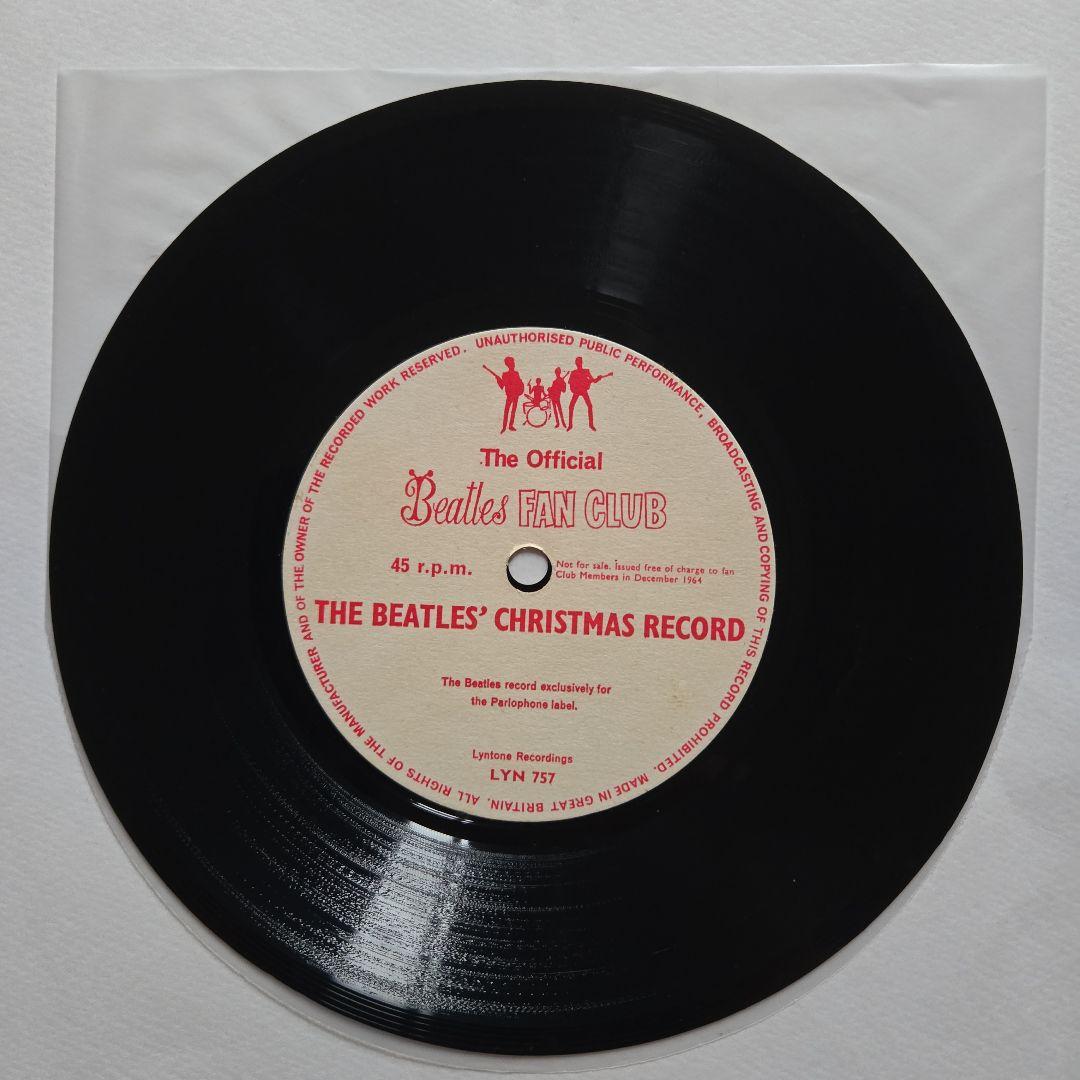 UNAUTHORISED PUBLIC PERFORMANCE, BROADCASTING AND COPYING OF THIS RECORD PROHIBITED. MADE IN GREAT BRITAIN. ALL RIGHTS OF THE MANUFACTURER AND OF THE OWNER OF THE RECORDED WORK RESERVED.
The Official
Beatles FAN CLUB
45 r.p.m.
Not for sale. Issued free of charge to fan
Club Members in December 1964
THE BEATLES' CHRISTMAS RECORD
The Beatles record exclusively for
the Parlophone label.
Lyntone Recordings
LYN 757